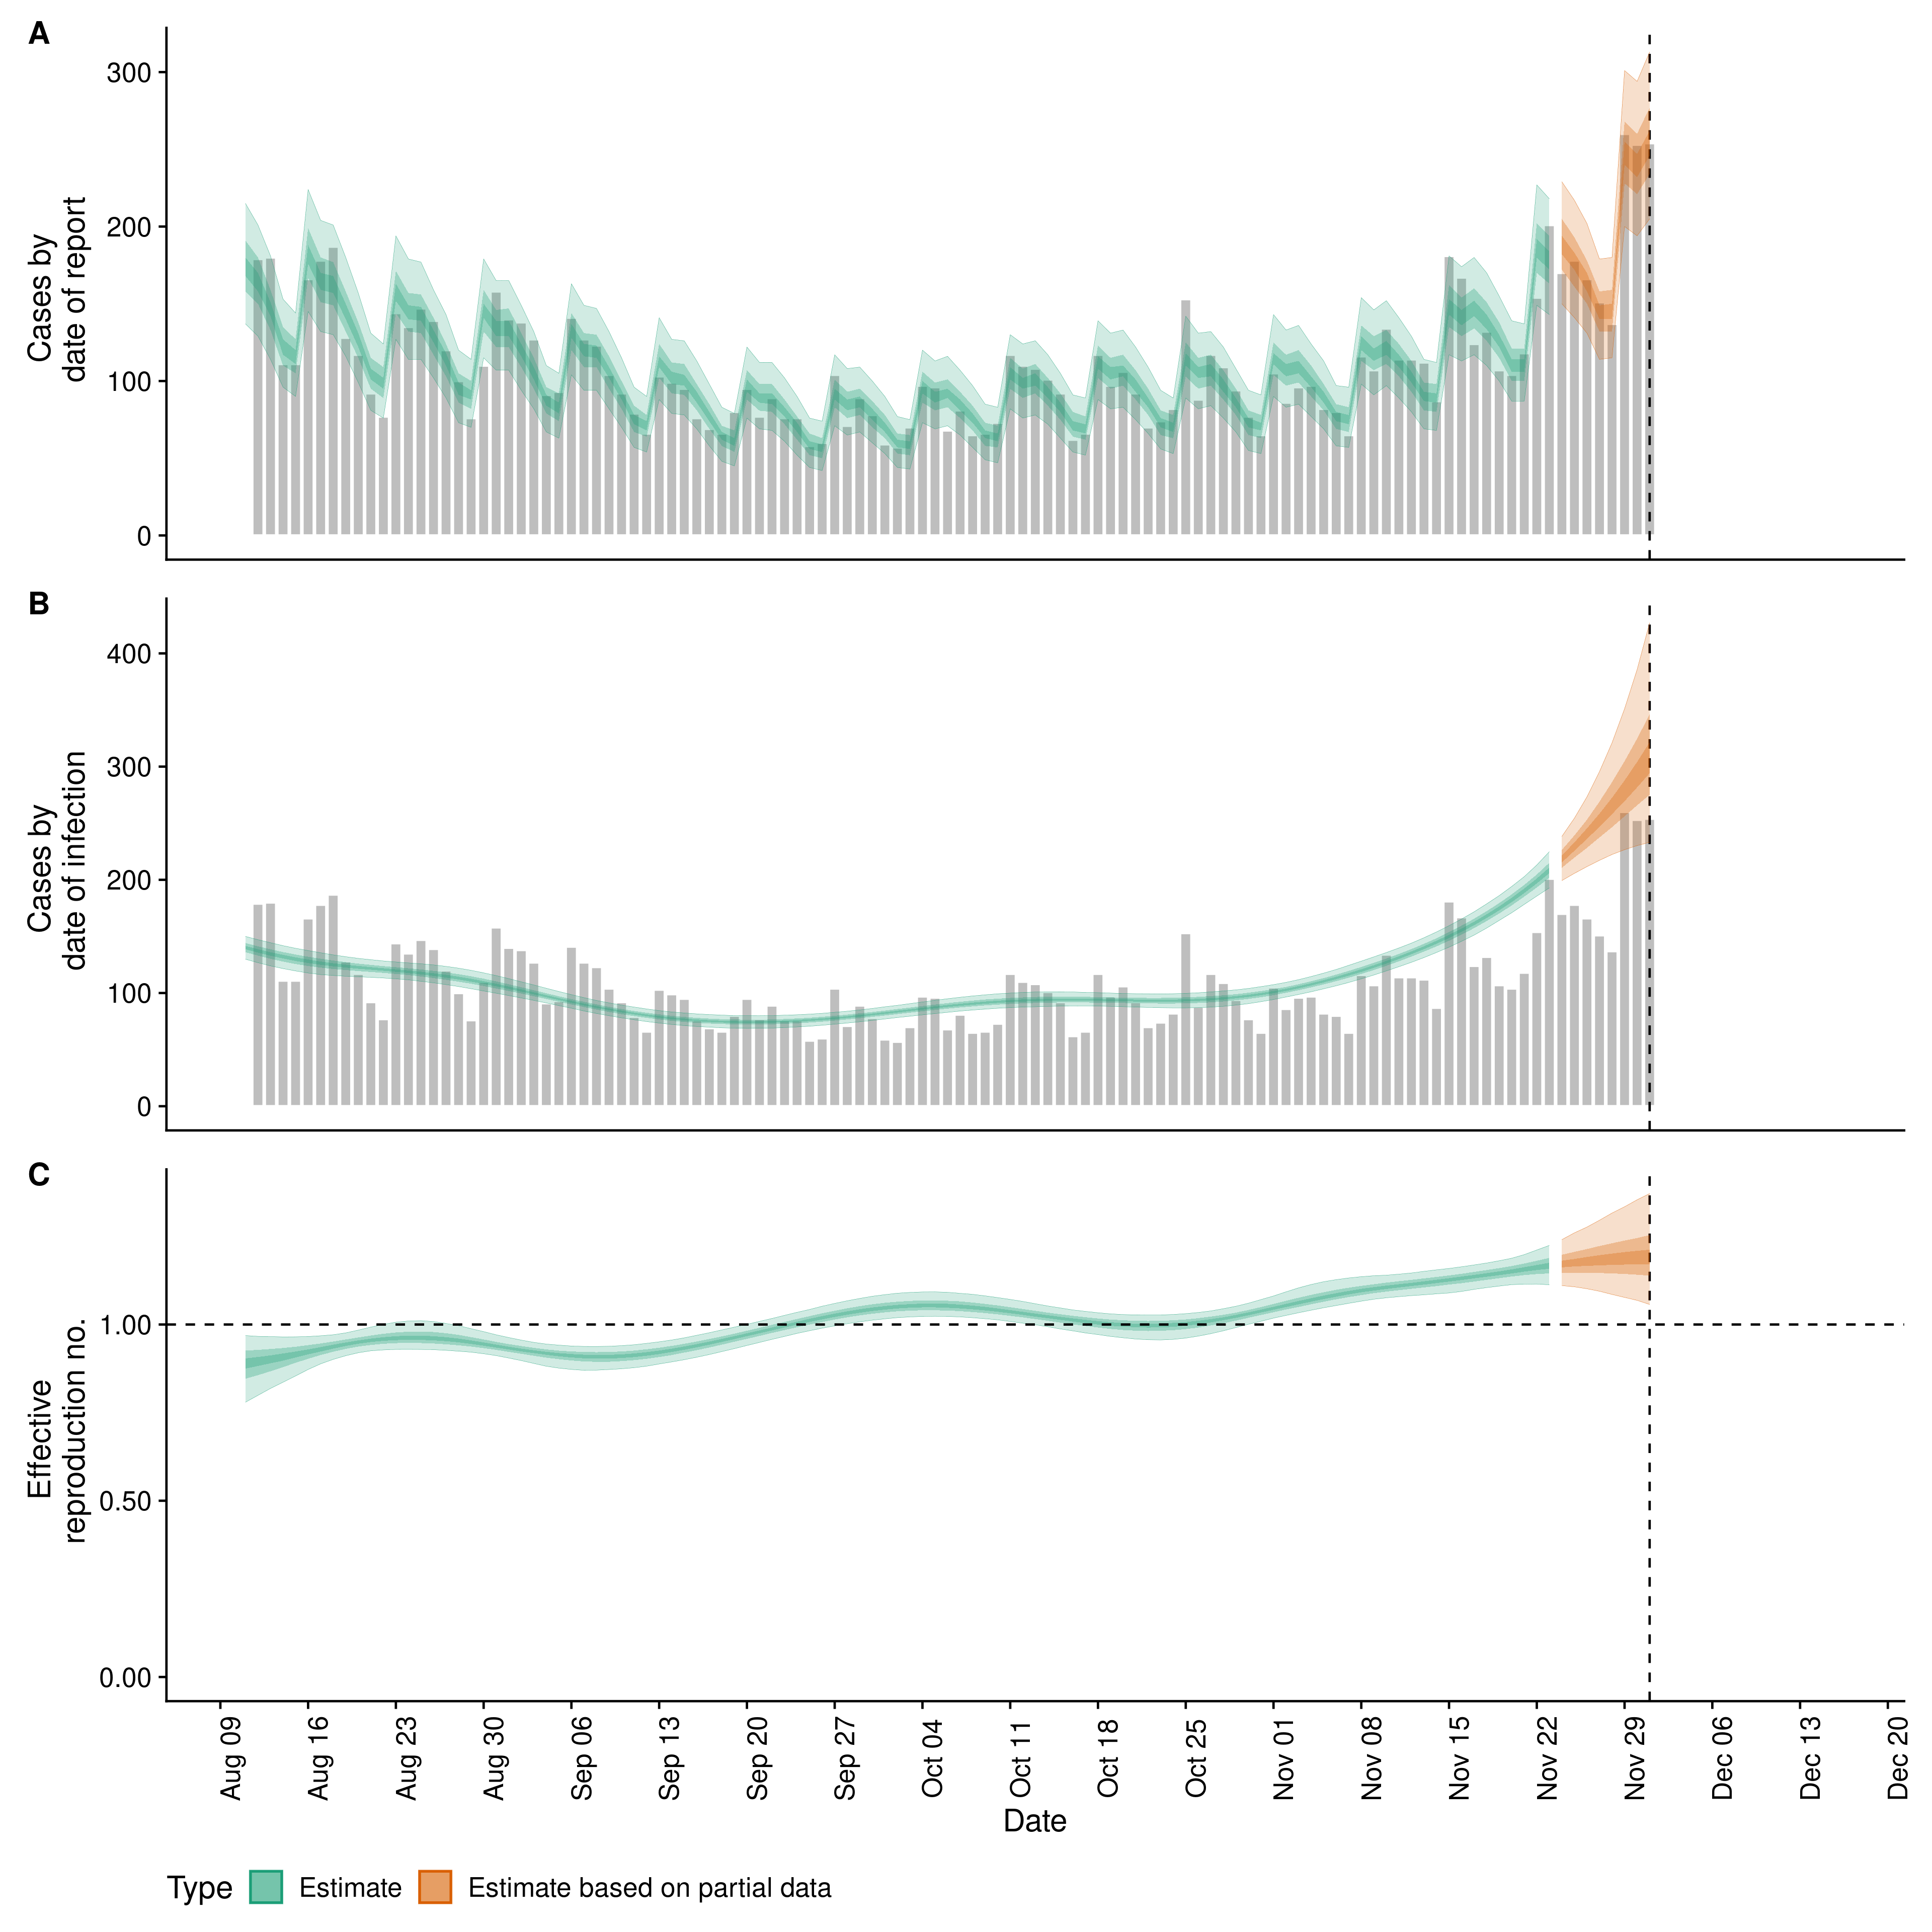 A
300
200
100
0
Cases by
date of report
B
400
300
200
100
0
Cases by
date of infection
C
1.00
0.50
0.00
Effective
reproduction no.
Aug 09
Aug 16
Aug 23
Aug 30
Sep 06
Sep 13
Sep 20
Sep 27
Oct 04
Oct 11
Oct 18
Oct 25
Nov 01
Nov 08
Nov 15
Nov 22
Nov 29
Dec 06
Dec 13
Dec 20
Date
Type Estimate Estimate based on partial data